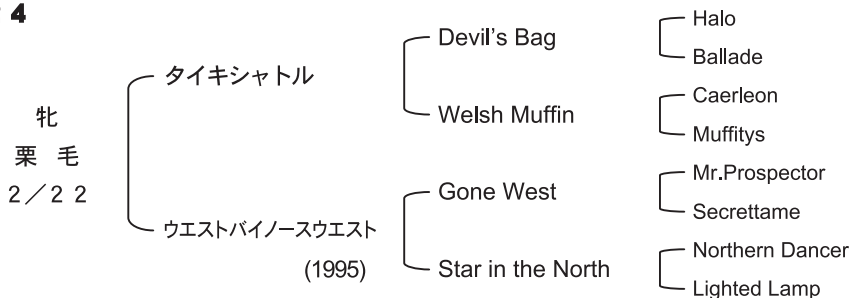 4
牝
栗 毛
2／2 2
タイキシャトル
ウエストバイノースウエスト
(1995)
Devil's Bag
Welsh Muffin
Gone West
Star in the North
Halo
Ballade
Caerleon
Muffitys
Mr.Prospector
Secrettame
Northern Dancer
Lighted Lamp